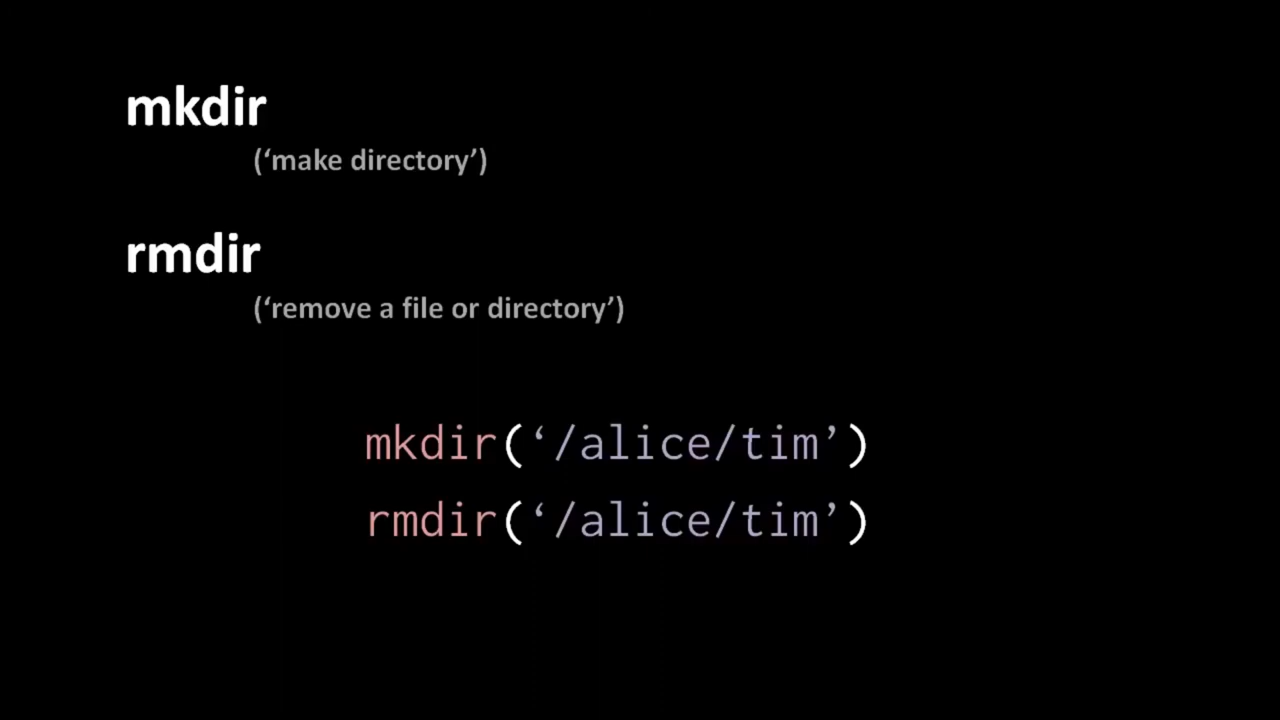 mkdir
(‘make directory’)
rmdir
(‘remove a file or directory’)
mkdir(‘/alice/tim’)
rmdir(‘/alice/tim’)